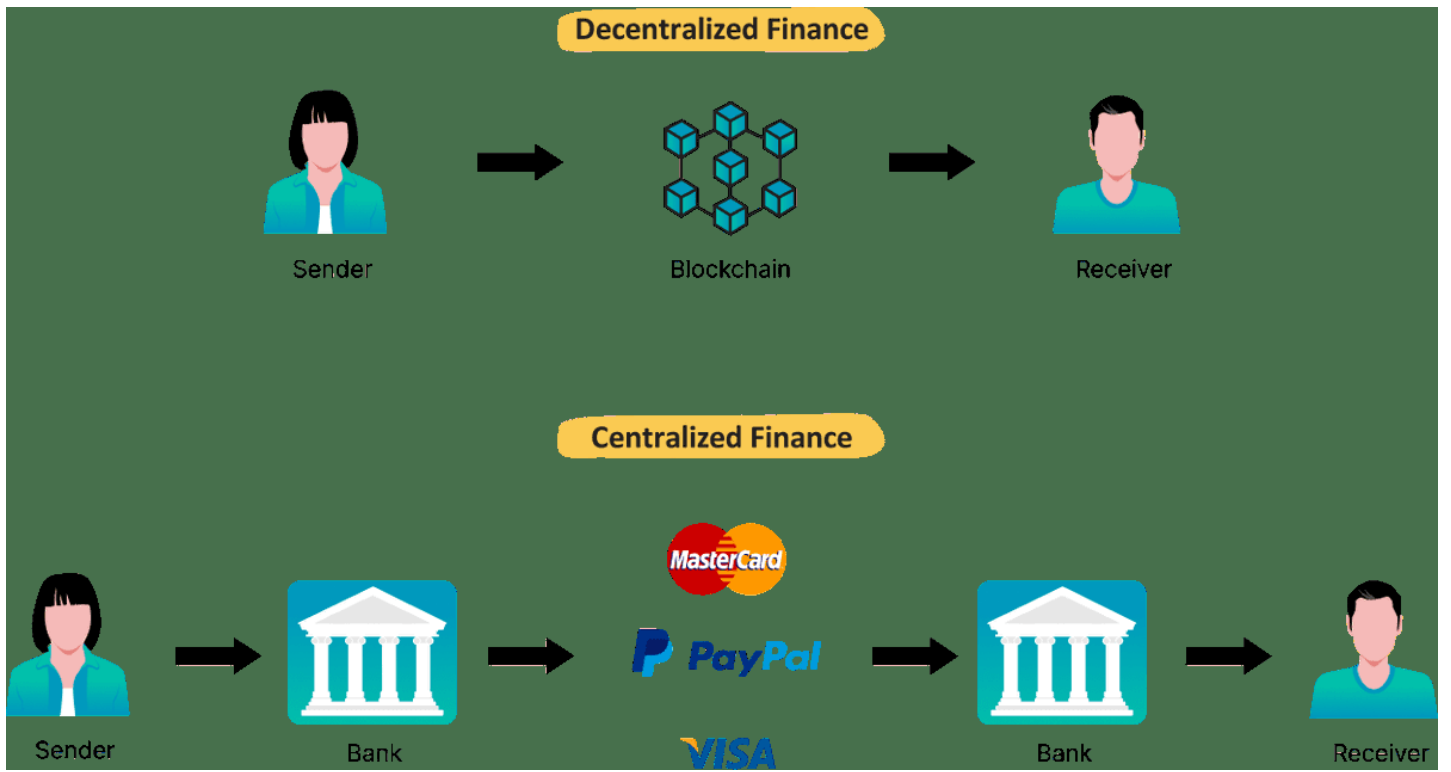 Decentralized Finance
Sender
Blockchain
Receiver
Centralized Finance
MasterCard
PayPal
VISA
Sender
Bank
Bank
Receiver